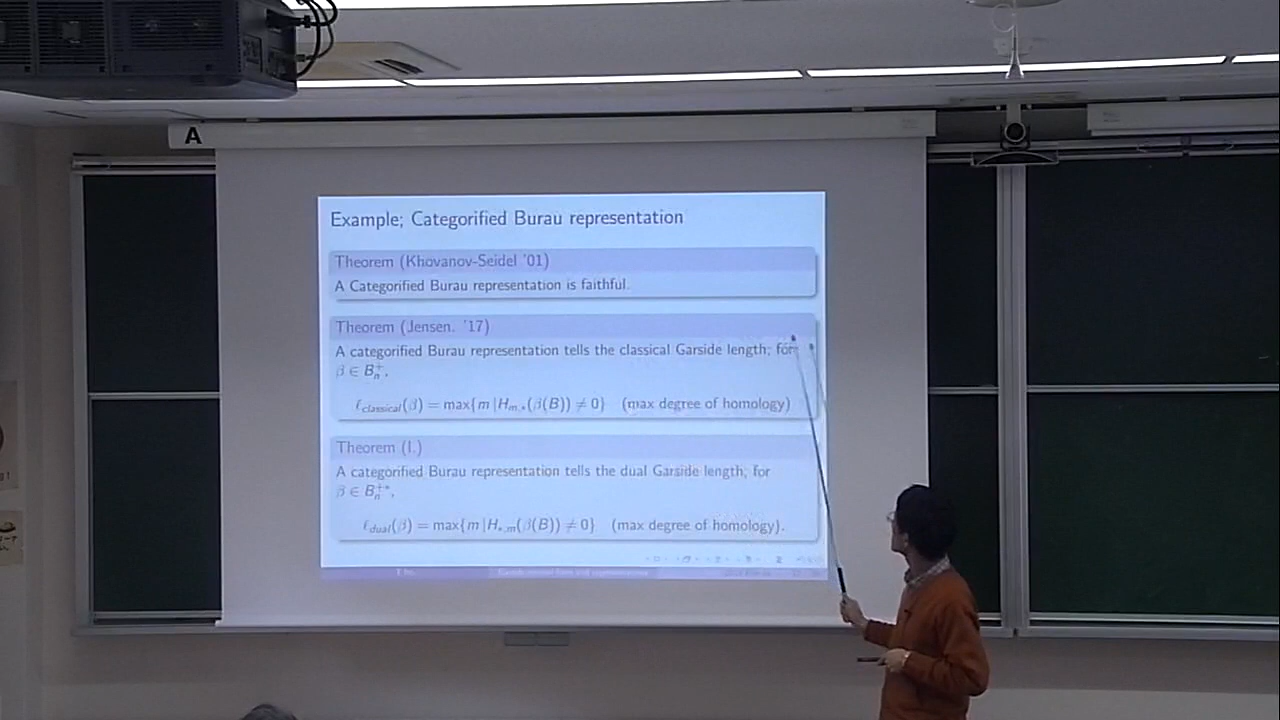 A
Example; Categorified Burau representation
Theorem (Khovanov-Seidel '01)
A Categorified Burau representation is faithful.
Theorem (Jensen. '17)
A categorified Burau representation tells the classical Garside length; for
β ∈ B_n^+,
ℓ_classical(β) = max{m | H_{m,*}(β(B)) ≠ 0} (max degree of homology)
Theorem (I.)
A categorified Burau representation tells the dual Garside length; for
β ∈ B_n^{+*},
ℓ_dual(β) = max{m | H_{*,m}(β(B)) ≠ 0} (max degree of homology).